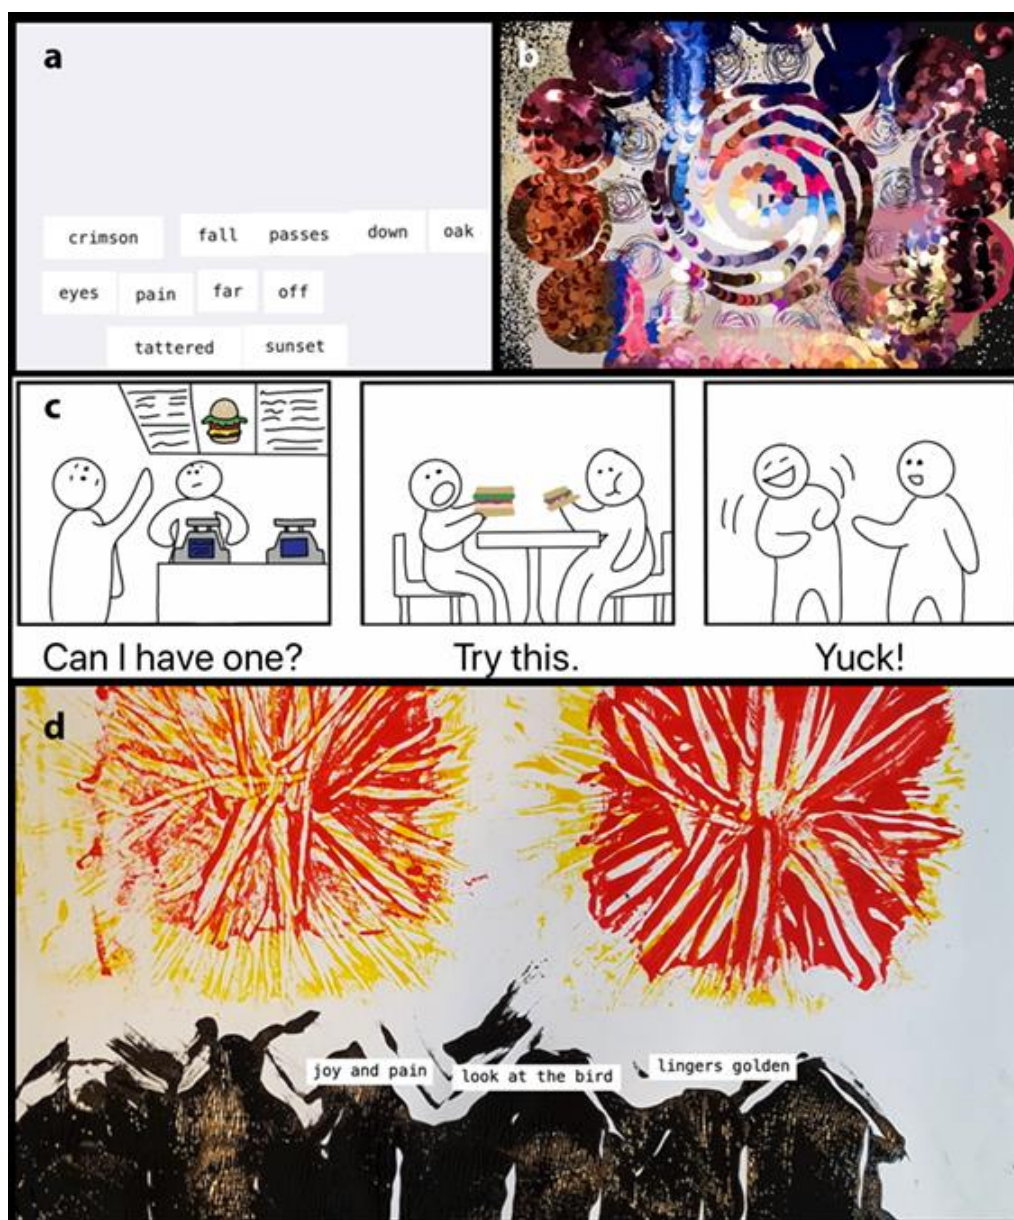 a
crimson fall passes down oak
eyes pain far off
tattered sunset
b
c
Can I have one?
Try this.
Yuck!
d
joy and pain look at the bird lingers golden